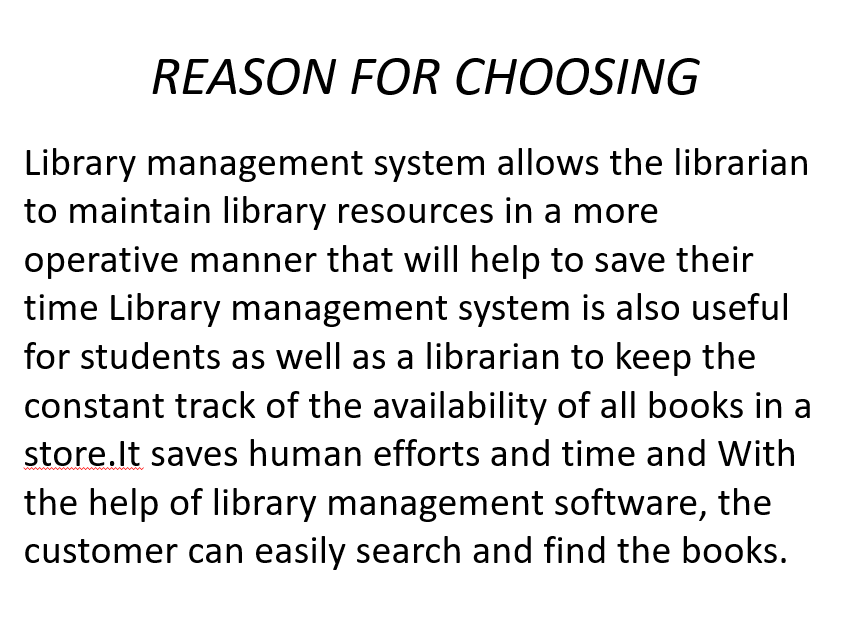 REASON FOR CHOOSING
Library management system allows the librarian
to maintain library resources in a more
operative manner that will help to save their
time Library management system is also useful
for students as well as a librarian to keep the
constant track of the availability of all books in a
store.It saves human efforts and time and With
the help of library management software, the
customer can easily search and find the books.